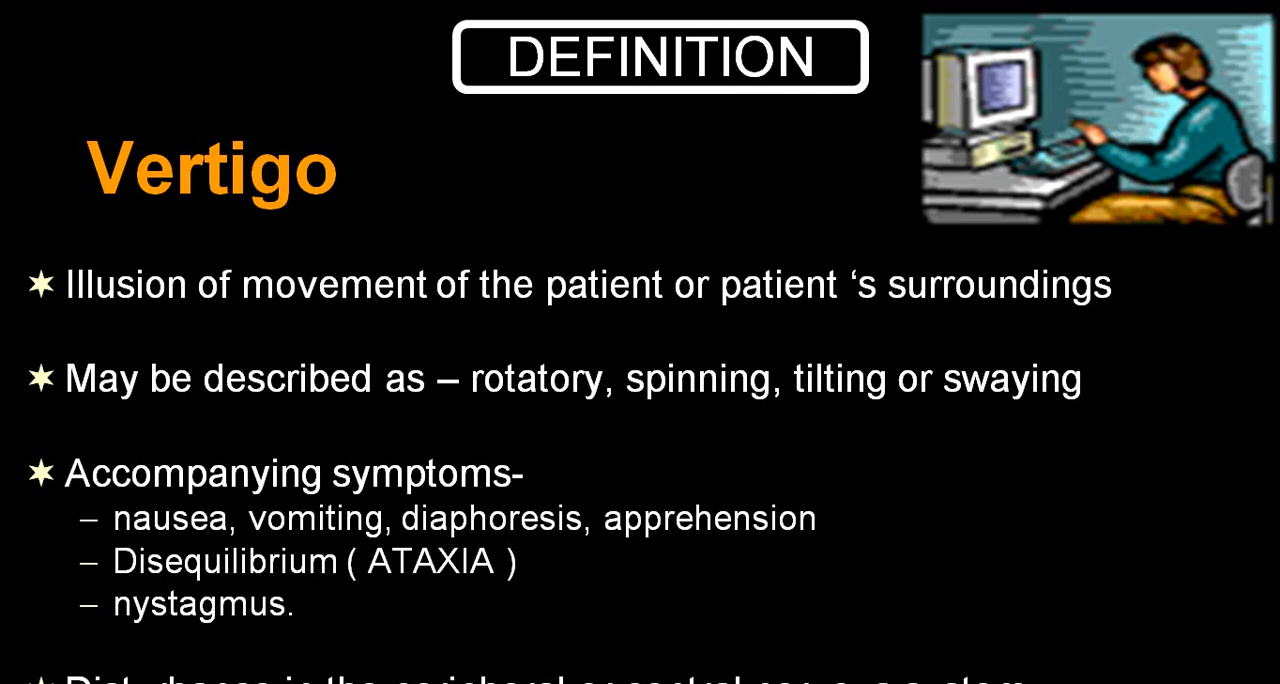 DEFINITION
Vertigo
✶ Illusion of movement of the patient or patient ‘s surroundings
✶ May be described as – rotatory, spinning, tilting or swaying
✶ Accompanying symptoms-
– nausea, vomiting, diaphoresis, apprehension
– Disequilibrium ( ATAXIA )
– nystagmus.